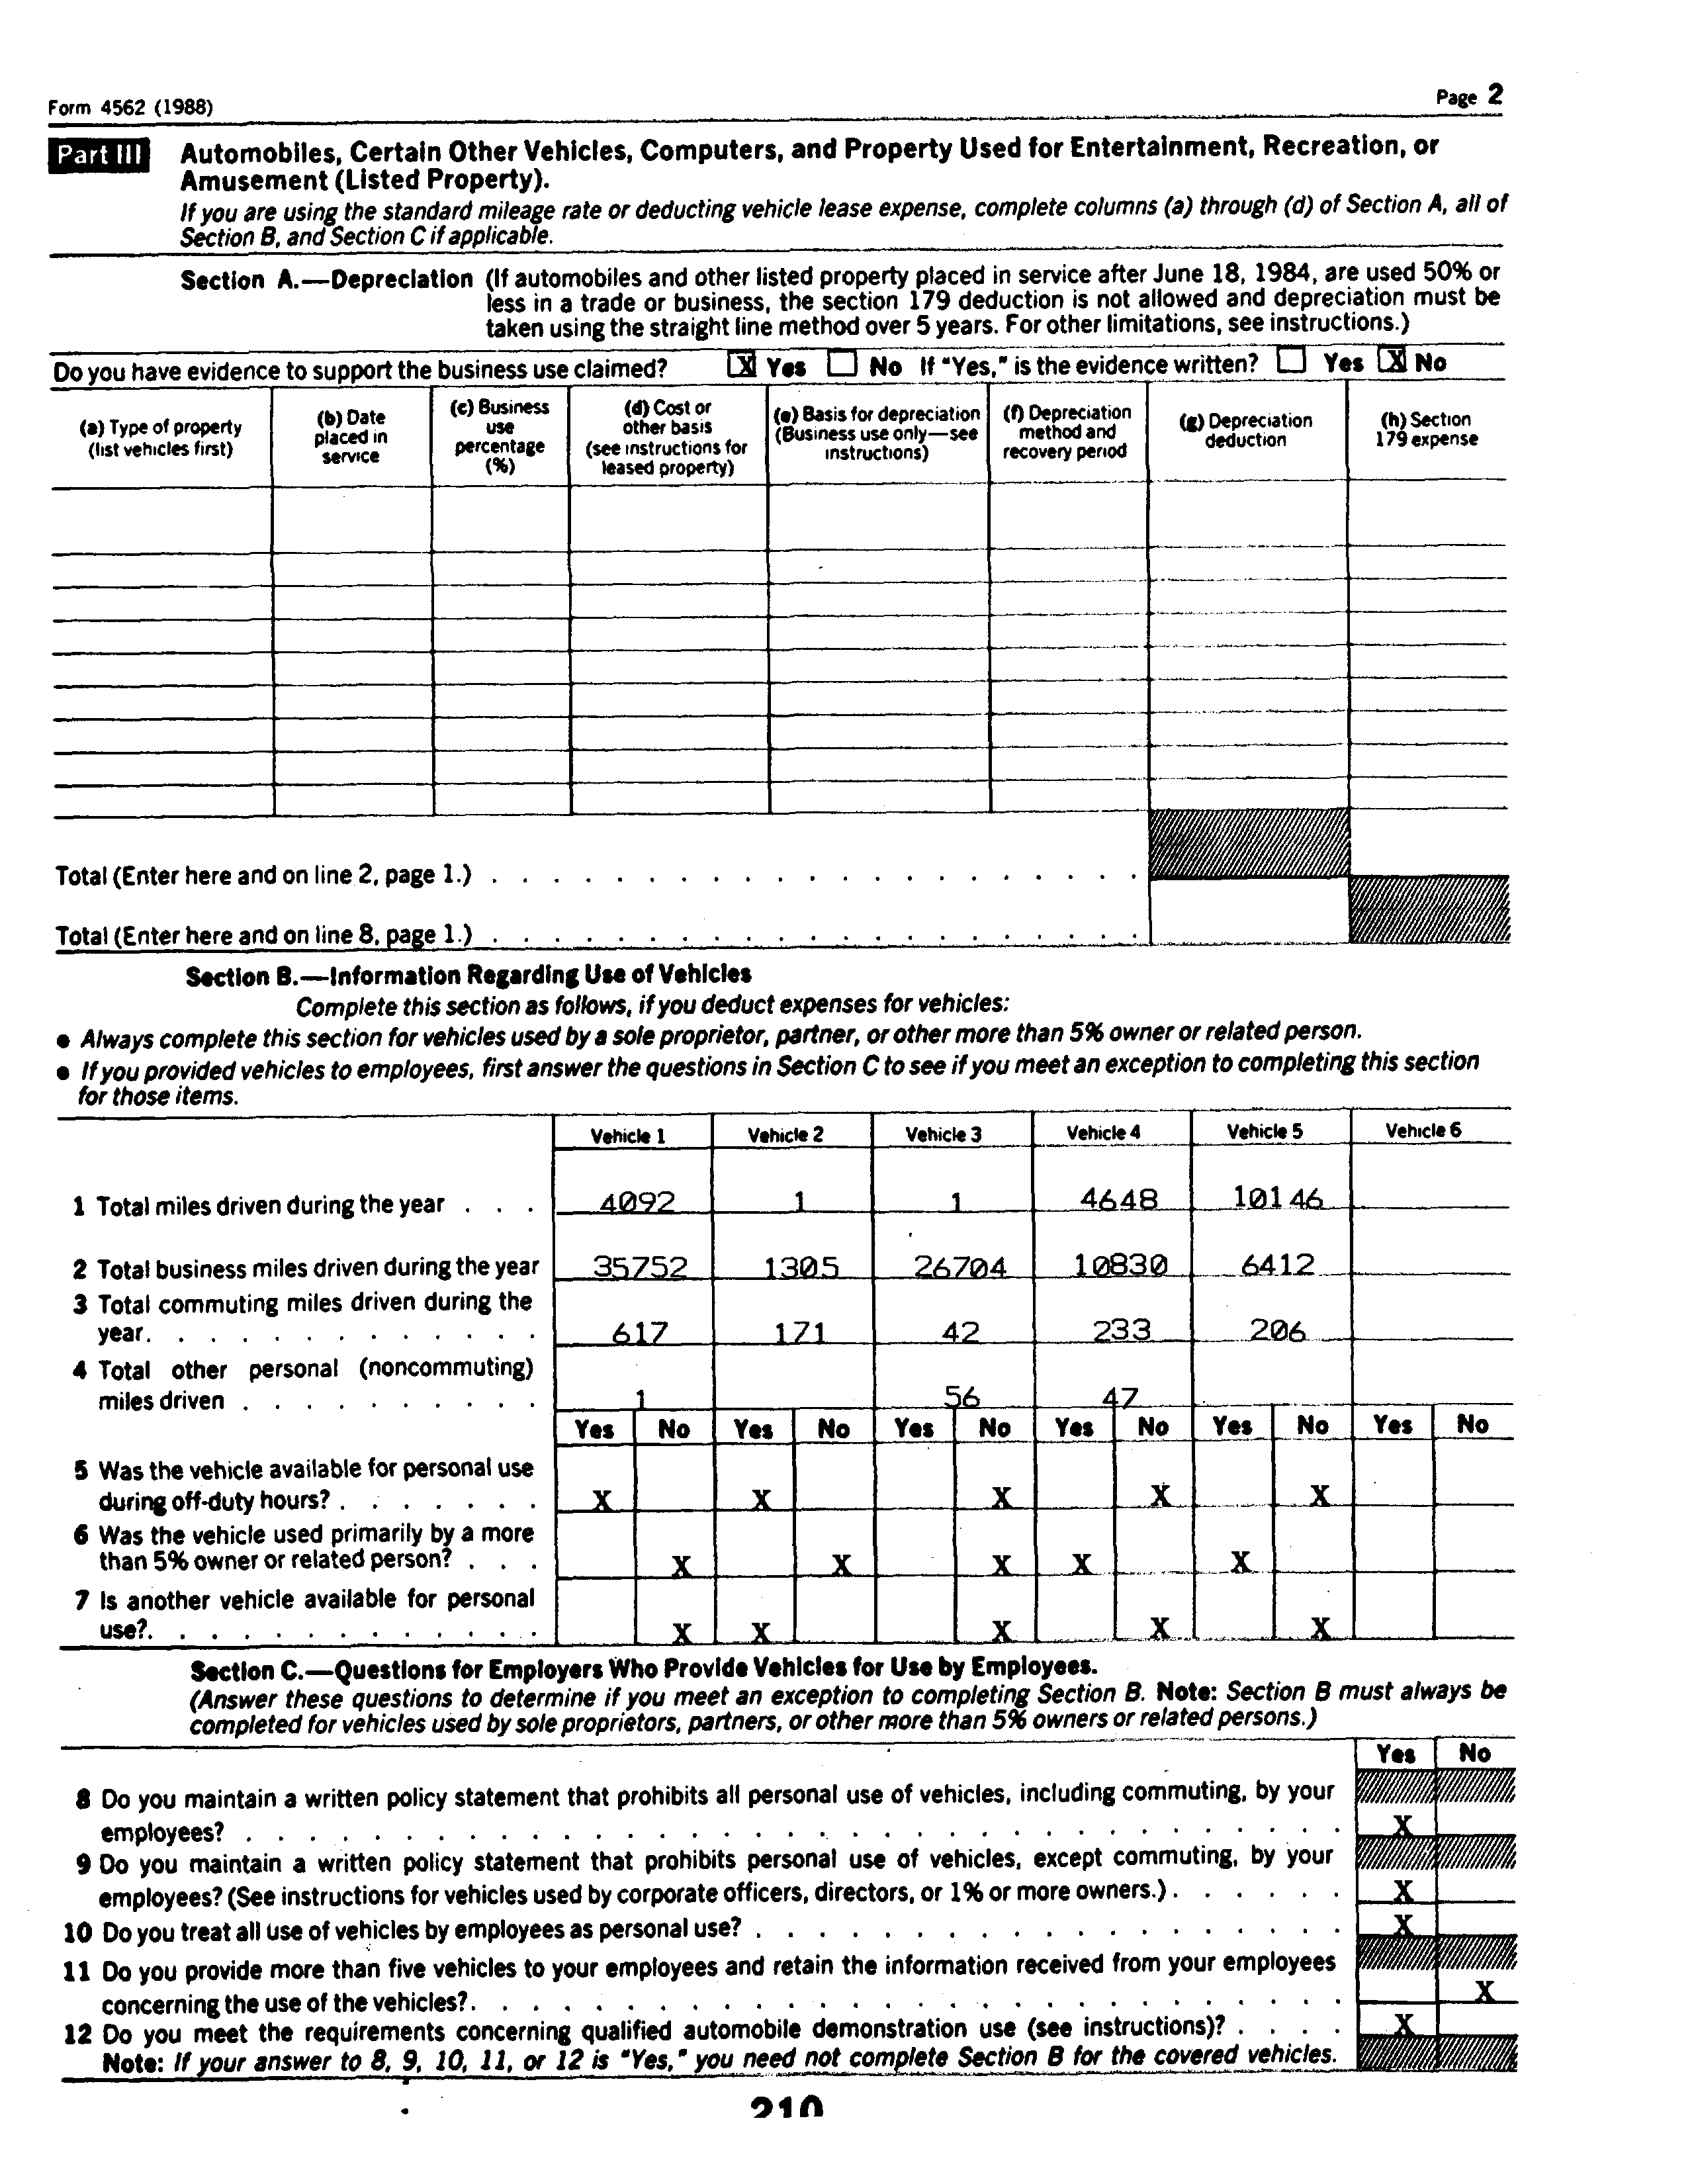 Form 4562 (1988)
Page 2
Part III Automobiles, Certain Other Vehicles, Computers, and Property Used for Entertainment, Recreation, or
Amusement (Listed Property).
If you are using the standard mileage rate or deducting vehicle lease expense, complete columns (a) through (d) of Section A, all of
Section B, and Section C if applicable.
Section A.—Depreciation (If automobiles and other listed property placed in service after June 18, 1984, are used 50% or
less in a trade or business, the section 179 deduction is not allowed and depreciation must be
taken using the straight line method over 5 years. For other limitations, see instructions.)
Do you have evidence to support the business use claimed? X Yes No If "Yes," is the evidence written? Yes X No
(a) Type of property
(list vehicles first)
(b) Date
placed in
service
(c) Business
use
percentage
(%)
(d) Cost or
other basis
(see instructions for
leased property)
(e) Basis for depreciation
(Business use only—see
instructions)
(f) Depreciation
method and
recovery period
(g) Depreciation
deduction
(h) Section
179 expense
Total (Enter here and on line 2, page 1.) . . . . . . . . . . . . . . . . . . . . .
Total (Enter here and on line 8, page 1.) . . . . . . . . . . . . . . . . . . . . .
Section B.—Information Regarding Use of Vehicles
Complete this section as follows, if you deduct expenses for vehicles:
● Always complete this section for vehicles used by a sole proprietor, partner, or other more than 5% owner or related person.
● If you provided vehicles to employees, first answer the questions in Section C to see if you meet an exception to completing this section
for those items.
Vehicle 1 Vehicle 2 Vehicle 3 Vehicle 4 Vehicle 5 Vehicle 6
1 Total miles driven during the year . . . 4092 1 1 4648 10146
2 Total business miles driven during the year 35752 1305 26704 10830 6412
3 Total commuting miles driven during the
year. . . . . . . . . . . . . 617 171 42 233 206
4 Total other personal (noncommuting)
miles driven . . . . . . . . . . 1 56 47
Yes No Yes No Yes No Yes No Yes No Yes No
5 Was the vehicle available for personal use
during off-duty hours? . . . . . . . X X X X X
6 Was the vehicle used primarily by a more
than 5% owner or related person? . . . X X X X X
7 Is another vehicle available for personal
use?. . . . . . . . . . . . . X X X X X
Section C.—Questions for Employers Who Provide Vehicles for Use by Employees.
(Answer these questions to determine if you meet an exception to completing Section B. Note: Section B must always be
completed for vehicles used by sole proprietors, partners, or other more than 5% owners or related persons.)
Yes No
8 Do you maintain a written policy statement that prohibits all personal use of vehicles, including commuting, by your
employees? . . . . . . . . . . . . . . . . . . . . . . . . . . . . . . . . . . . X
9 Do you maintain a written policy statement that prohibits personal use of vehicles, except commuting, by your
employees? (See instructions for vehicles used by corporate officers, directors, or 1% or more owners.) . . . . . . X
10 Do you treat all use of vehicles by employees as personal use? . . . . . . . . . . . . . . . . . . . X
11 Do you provide more than five vehicles to your employees and retain the information received from your employees
concerning the use of the vehicles?. . . . . . . . . . . . . . . . . . . . . . . . . . . . X
12 Do you meet the requirements concerning qualified automobile demonstration use (see instructions)? . . . . X
Note: If your answer to 8, 9, 10, 11, or 12 is "Yes," you need not complete Section B for the covered vehicles.
210